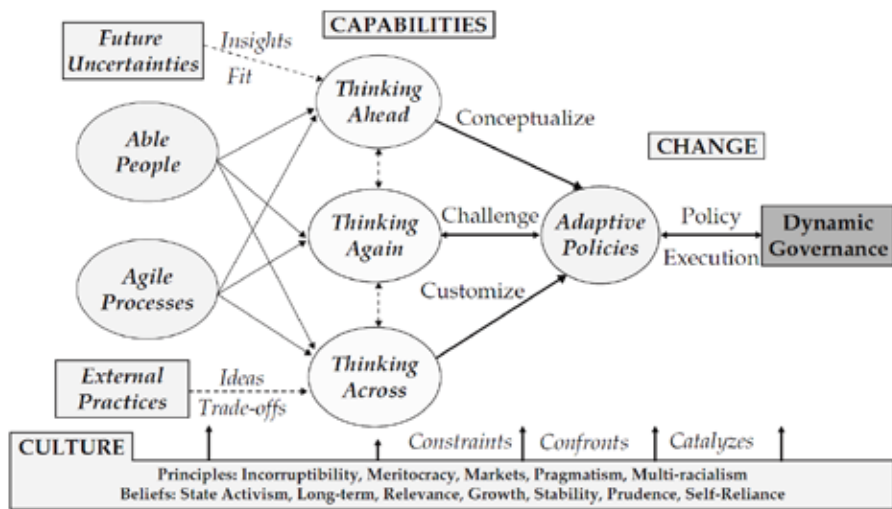 CAPABILITIES
Future
Uncertainties
Insights
Fit
Thinking
Ahead
Able
People
Conceptualize
CHANGE
Thinking
Again
Challenge
Adaptive
Policies
Policy
Execution
Dynamic
Governance
Agile
Processes
Customize
External
Practices
Ideas
Trade-offs
Thinking
Across
CULTURE
Constraints
Confronts
Catalyzes
Principles: Incorruptibility, Meritocracy, Markets, Pragmatism, Multi-racialism
Beliefs: State Activism, Long-term, Relevance, Growth, Stability, Prudence, Self-Reliance